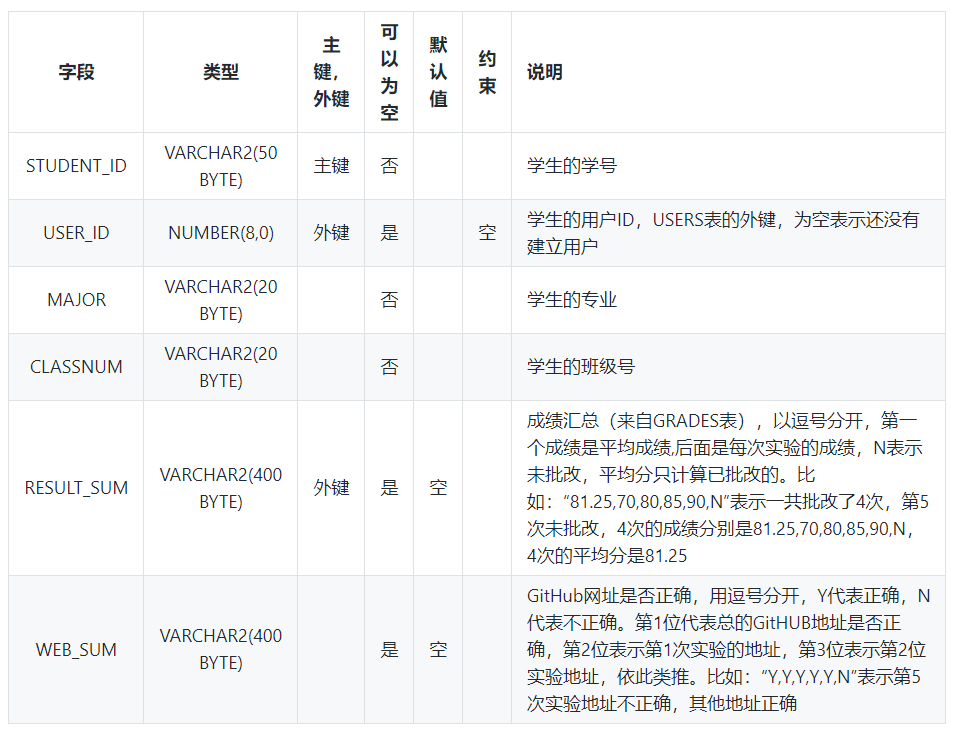 字段 类型 主键，外键 可以为空 默认值 约束 说明
STUDENT_ID VARCHAR2(50 BYTE) 主键 否 学生的学号
USER_ID NUMBER(8,0) 外键 是 空 学生的用户ID，USERS表的外键，为空表示还没有
建立用户
MAJOR VARCHAR2(20 BYTE) 否 学生的专业
CLASSNUM VARCHAR2(20 BYTE) 否 学生的班级号
RESULT_SUM VARCHAR2(400 BYTE) 外键 是 空 成绩汇总（来自GRADES表），以逗号分开，第一
个成绩是平均成绩,后面是每次实验的成绩，N表示
未批改，平均分只计算已批改的。比
如：“81.25,70,80,85,90,N”表示一共批改了4次，第5
次未批改，4次的成绩分别是81.25,70,80,85,90,N，
4次的平均分是81.25
WEB_SUM VARCHAR2(400 BYTE) 是 空 GitHub网址是否正确，用逗号分开，Y代表正确，N
代表不正确。第1位代表总的GitHUB地址是否正
确，第2位表示第1次实验的地址，第3位表示第2位
实验地址，依此类推。比如：“Y,Y,Y,Y,Y,N”表示第5
次实验地址不正确，其他地址正确